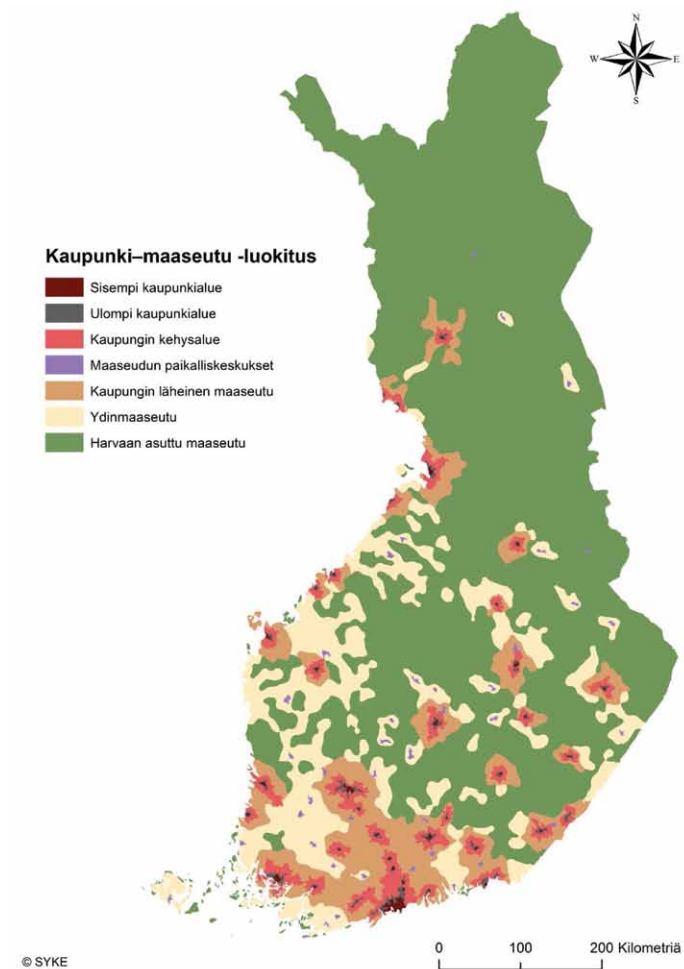 N
W E
S
Kaupunki–maaseutu -luokitus
Sisempi kaupunkialue
Ulompi kaupunkialue
Kaupungin kehysalue
Maaseudun paikalliskeskukset
Kaupungin läheinen maaseutu
Ydinmaaseutu
Harvaan asuttu maaseutu
0 100 200 Kilometriä
© SYKE